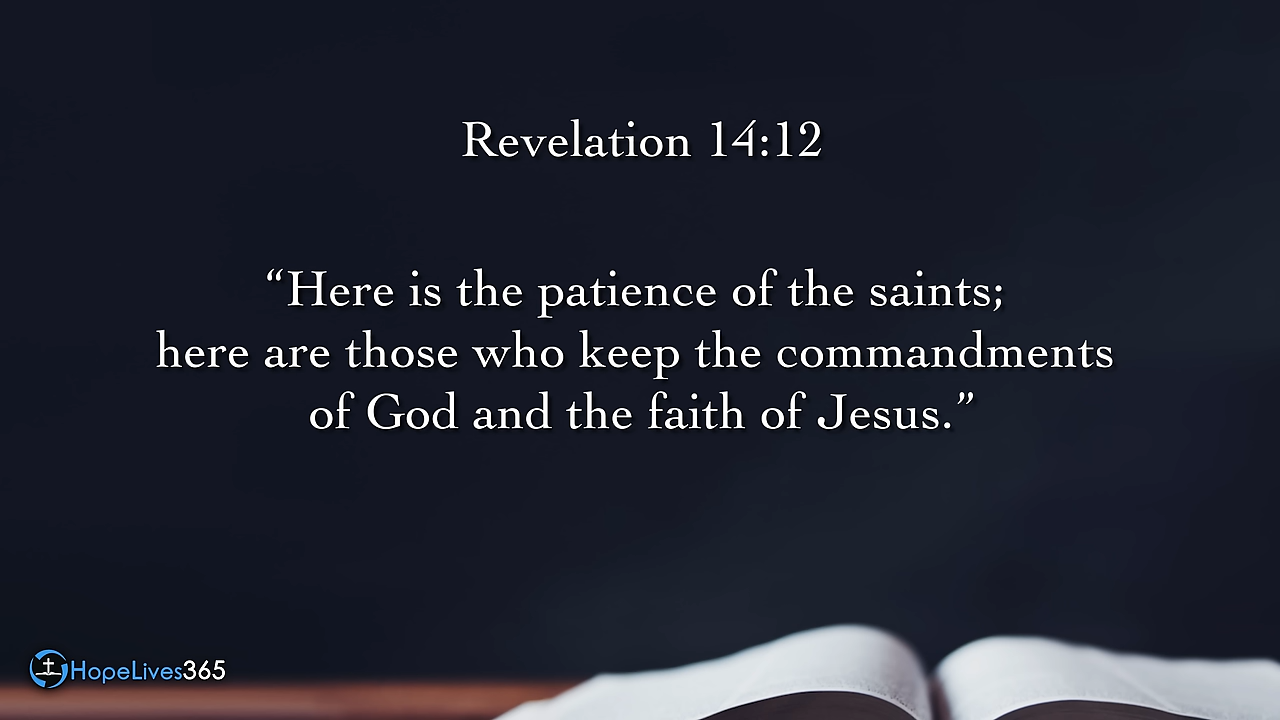 Revelation 14:12
“Here is the patience of the saints;
here are those who keep the commandments
of God and the faith of Jesus.”
HopeLives365